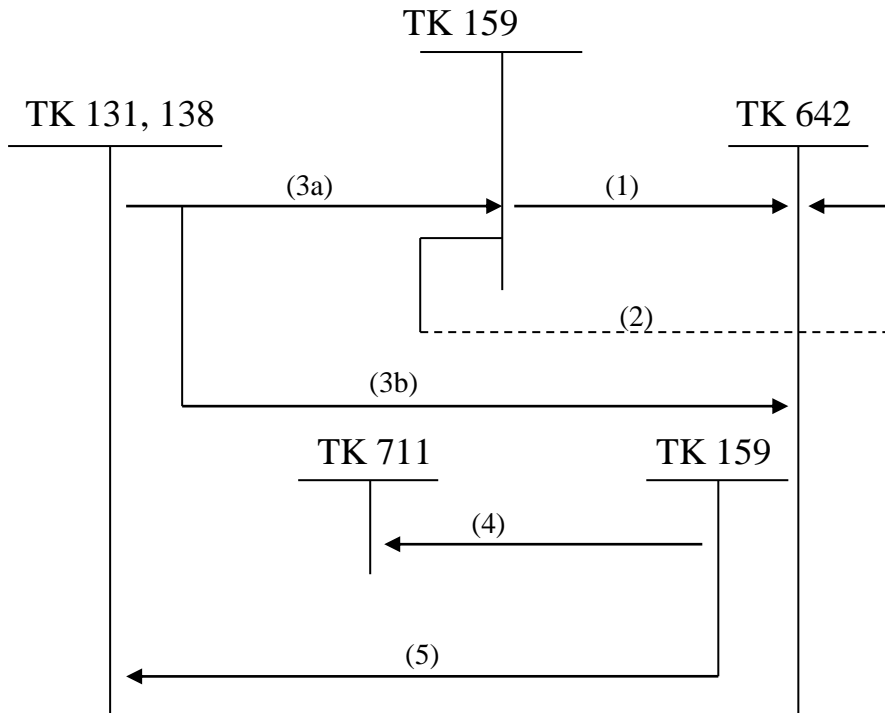 TK 159
TK 131, 138
TK 642
(3a)
(1)
(2)
(3b)
TK 711
TK 159
(4)
(5)